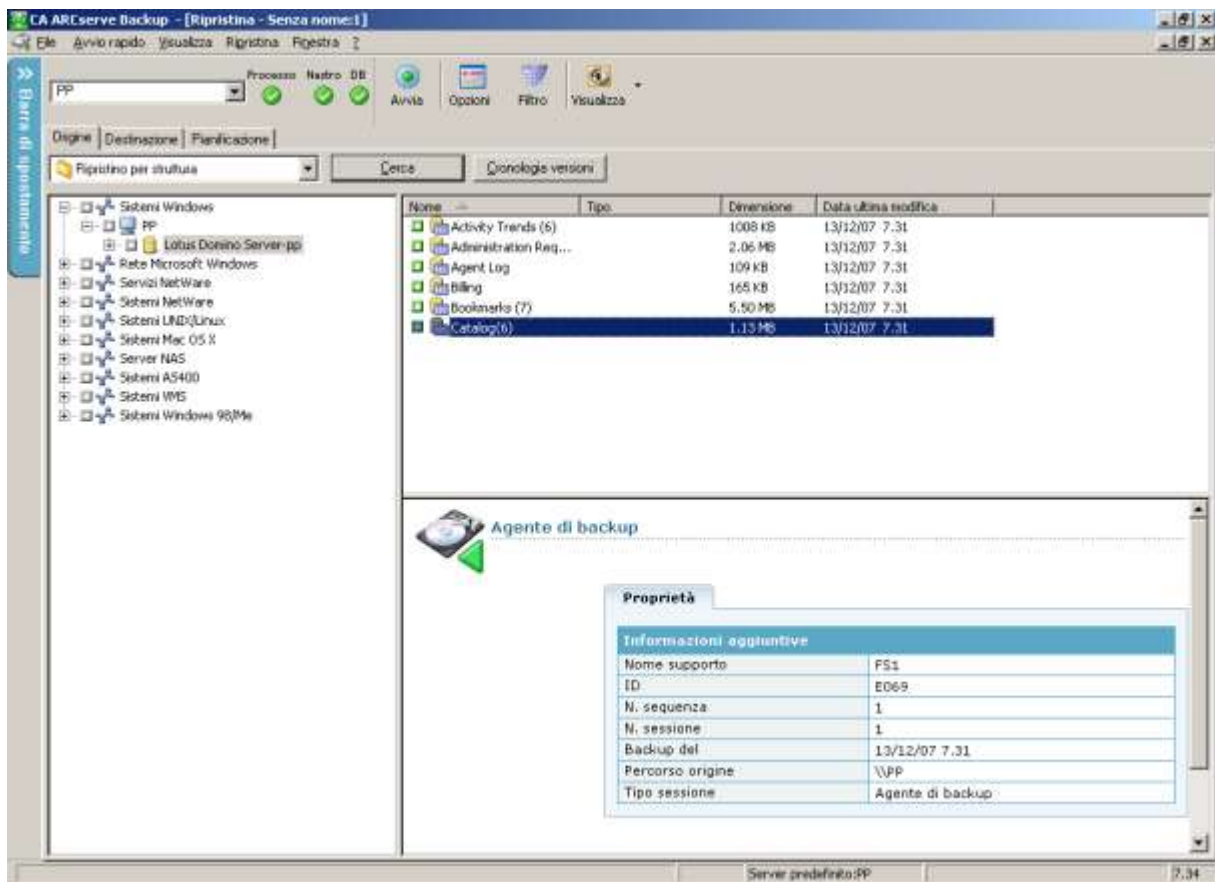 CA ARCserve Backup - [Ripristina - Senza nome:1]
File Avvio rapido Visualizza Ripristina Finestra ?
Barra di spostamento
PP
Processo Nastro DB
Avvia Opzioni Filtro Visualizza
Origine Destinazione Pianificazione
Ripristino per struttura Cerca Cronologia versioni
Sistemi Windows
PP
Lotus Domino Server-pp
Rete Microsoft Windows
Servizi NetWare
Sistemi NetWare
Sistemi UNIX/Linux
Sistemi Mac OS X
Server NAS
Sistemi AS400
Sistemi VMS
Sistemi Windows 98/Me
Nome Tipo Dimensione Data ultima modifica
Activity Trends (6) 1008 KB 13/12/07 7.31
Administration Req... 2.06 MB 13/12/07 7.31
Agent Log 109 KB 13/12/07 7.31
Billing 165 KB 13/12/07 7.31
Bookmarks (7) 5.50 MB 13/12/07 7.31
Catalog(6) 1.13 MB 13/12/07 7.31
Agente di backup
Proprietà
Informazioni aggiuntive
Nome supporto FS1
ID E069
N. sequenza 1
N. sessione 1
Backup del 13/12/07 7.31
Percorso origine \\PP
Tipo sessione Agente di backup
Server predefinito:PP 7.34